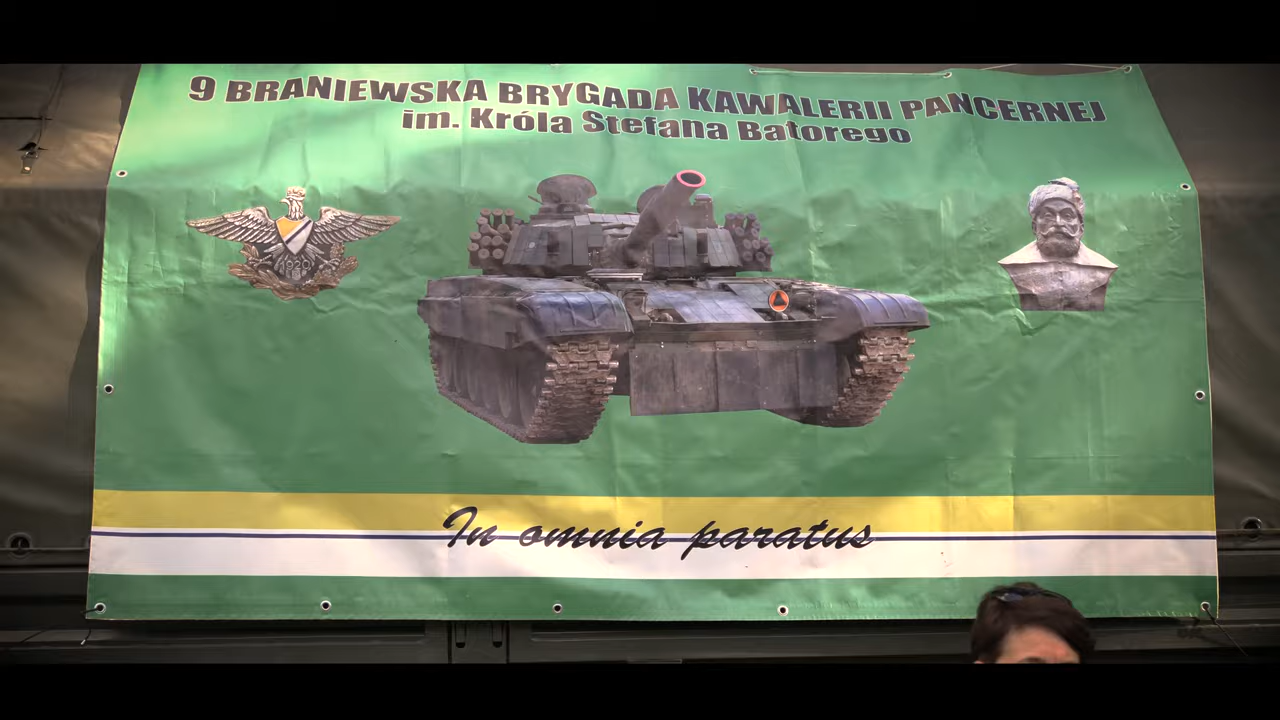 9 BRANIEWSKA BRYGADA KAWALERII PANCERNEJ
im. Króla Stefana Batorego
In omnia paratus